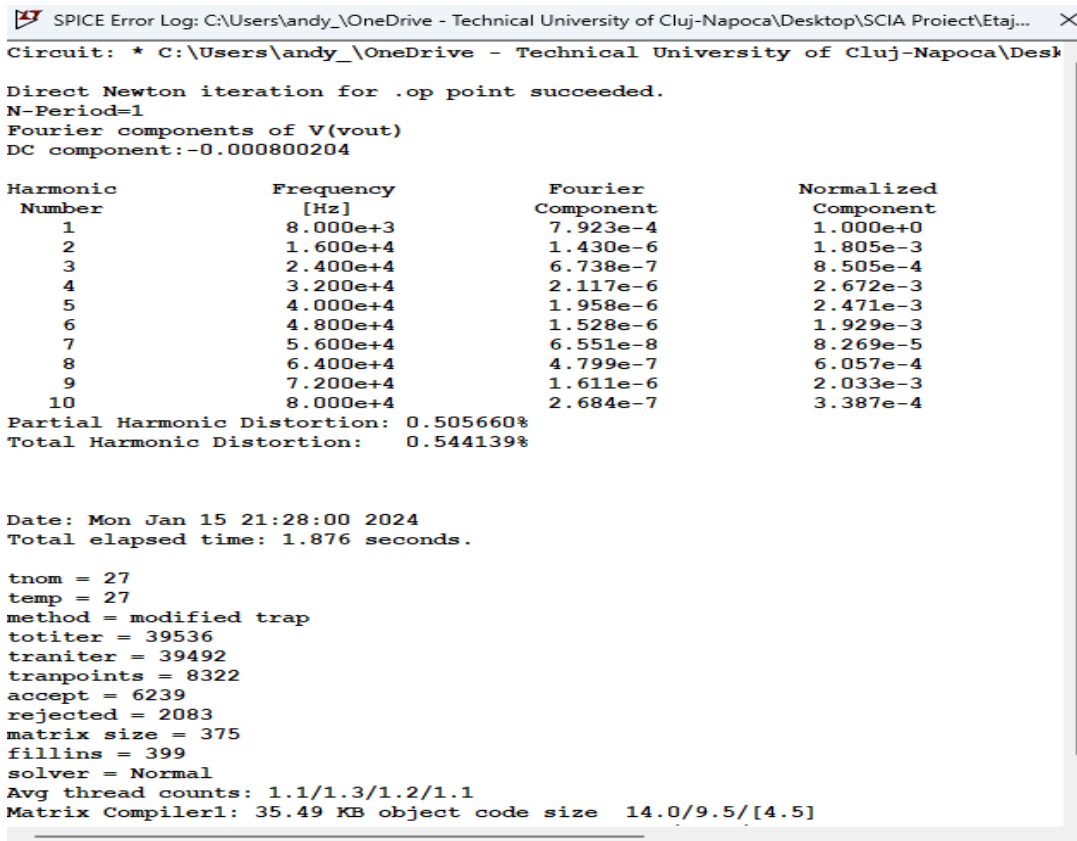 SPICE Error Log: C:\Users\andy_\OneDrive - Technical University of Cluj-Napoca\Desktop\SCIA Proiect\Etaj...
Circuit: * C:\Users\andy_\OneDrive - Technical University of Cluj-Napoca\Desk
Direct Newton iteration for .op point succeeded.
N-Period=1
Fourier components of V(vout)
DC component:-0.000800204
Harmonic Frequency Fourier Normalized
Number [Hz] Component Component
1 8.000e+3 7.923e-4 1.000e+0
2 1.600e+4 1.430e-6 1.805e-3
3 2.400e+4 6.738e-7 8.505e-4
4 3.200e+4 2.117e-6 2.672e-3
5 4.000e+4 1.958e-6 2.471e-3
6 4.800e+4 1.528e-6 1.929e-3
7 5.600e+4 6.551e-8 8.269e-5
8 6.400e+4 4.799e-7 6.057e-4
9 7.200e+4 1.611e-6 2.033e-3
10 8.000e+4 2.684e-7 3.387e-4
Partial Harmonic Distortion: 0.505660%
Total Harmonic Distortion: 0.544139%
Date: Mon Jan 15 21:28:00 2024
Total elapsed time: 1.876 seconds.
tnom = 27
temp = 27
method = modified trap
totiter = 39536
traniter = 39492
tranpoints = 8322
accept = 6239
rejected = 2083
matrix size = 375
fillins = 399
solver = Normal
Avg thread counts: 1.1/1.3/1.2/1.1
Matrix Compiler1: 35.49 KB object code size 14.0/9.5/[4.5]